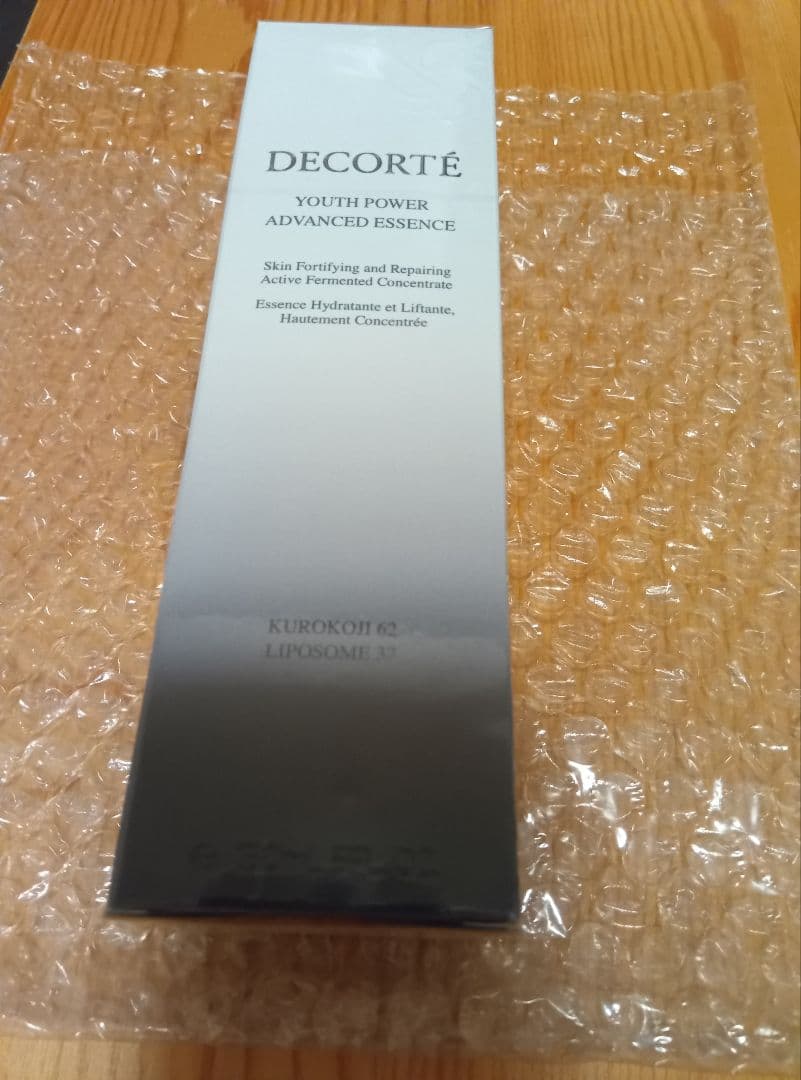 DECORTÉ
YOUTH POWER
ADVANCED ESSENCE
Skin Fortifying and Repairing
Active Fermented Concentrate
Essence Hydratante et Liftante,
Hautement Concentrée
KUROKOJI 62
LIPOSOME